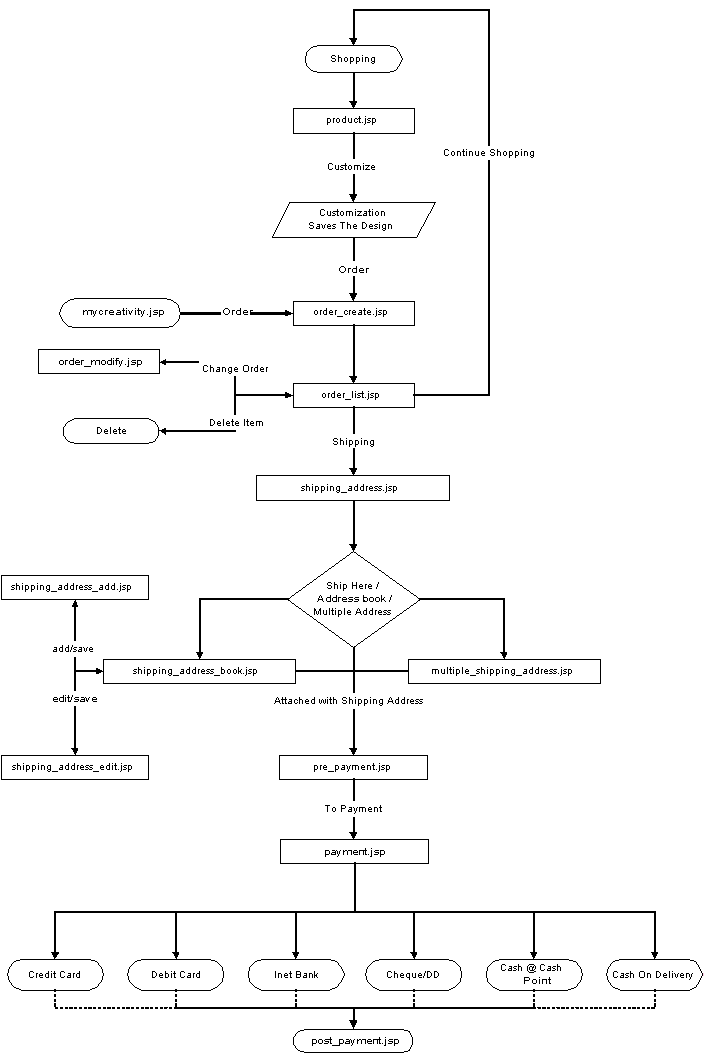 Shopping
product.jsp
Continue Shopping
Customize
Customization
Saves The Design
Order
mycreativity.jsp
Order
order_create.jsp
order_modify.jsp
Change Order
order_list.jsp
Delete
Delete Item
Shipping
shipping_address.jsp
Ship Here /
Address book /
Multiple Address
shipping_address_add.jsp
add/save
shipping_address_book.jsp
multiple_shipping_address.jsp
edit/save
Attached with Shipping Address
shipping_address_edit.jsp
pre_payment.jsp
To Payment
payment.jsp
Credit Card
Debit Card
Inet Bank
Cheque/DD
Cash @ Cash
Point
Cash On Delivery
post_payment.jsp